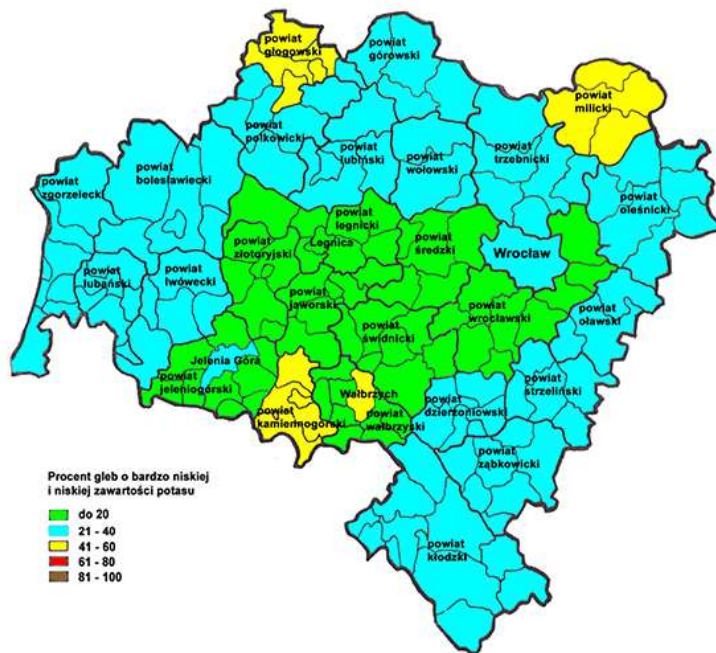 powiat
głogowski
powiat
górowski
powiat
milicki
powiat
polkowicki
powiat
lubiński
powiat
wołowski
powiat
trzebnicki
powiat
zgorzelecki
powiat
bolesławiecki
powiat
oleśnicki
powiat
legnicki
powiat
złotoryjski
Legnica
powiat
średzki
Wrocław
powiat
lubański
powiat
lwówecki
powiat
jaworski
powiat
wrocławski
powiat
oławski
powiat
świdnicki
Jelenia Góra
powiat
jeleniogórski
Wałbrzych
powiat
kamiennogórski
powiat
wałbrzyski
powiat
dzierżoniowski
powiat
strzeliński
powiat
ząbkowicki
powiat
kłodzki
Procent gleb o bardzo niskiej
i niskiej zawartości potasu
do 20
21 - 40
41 - 60
61 - 80
81 - 100